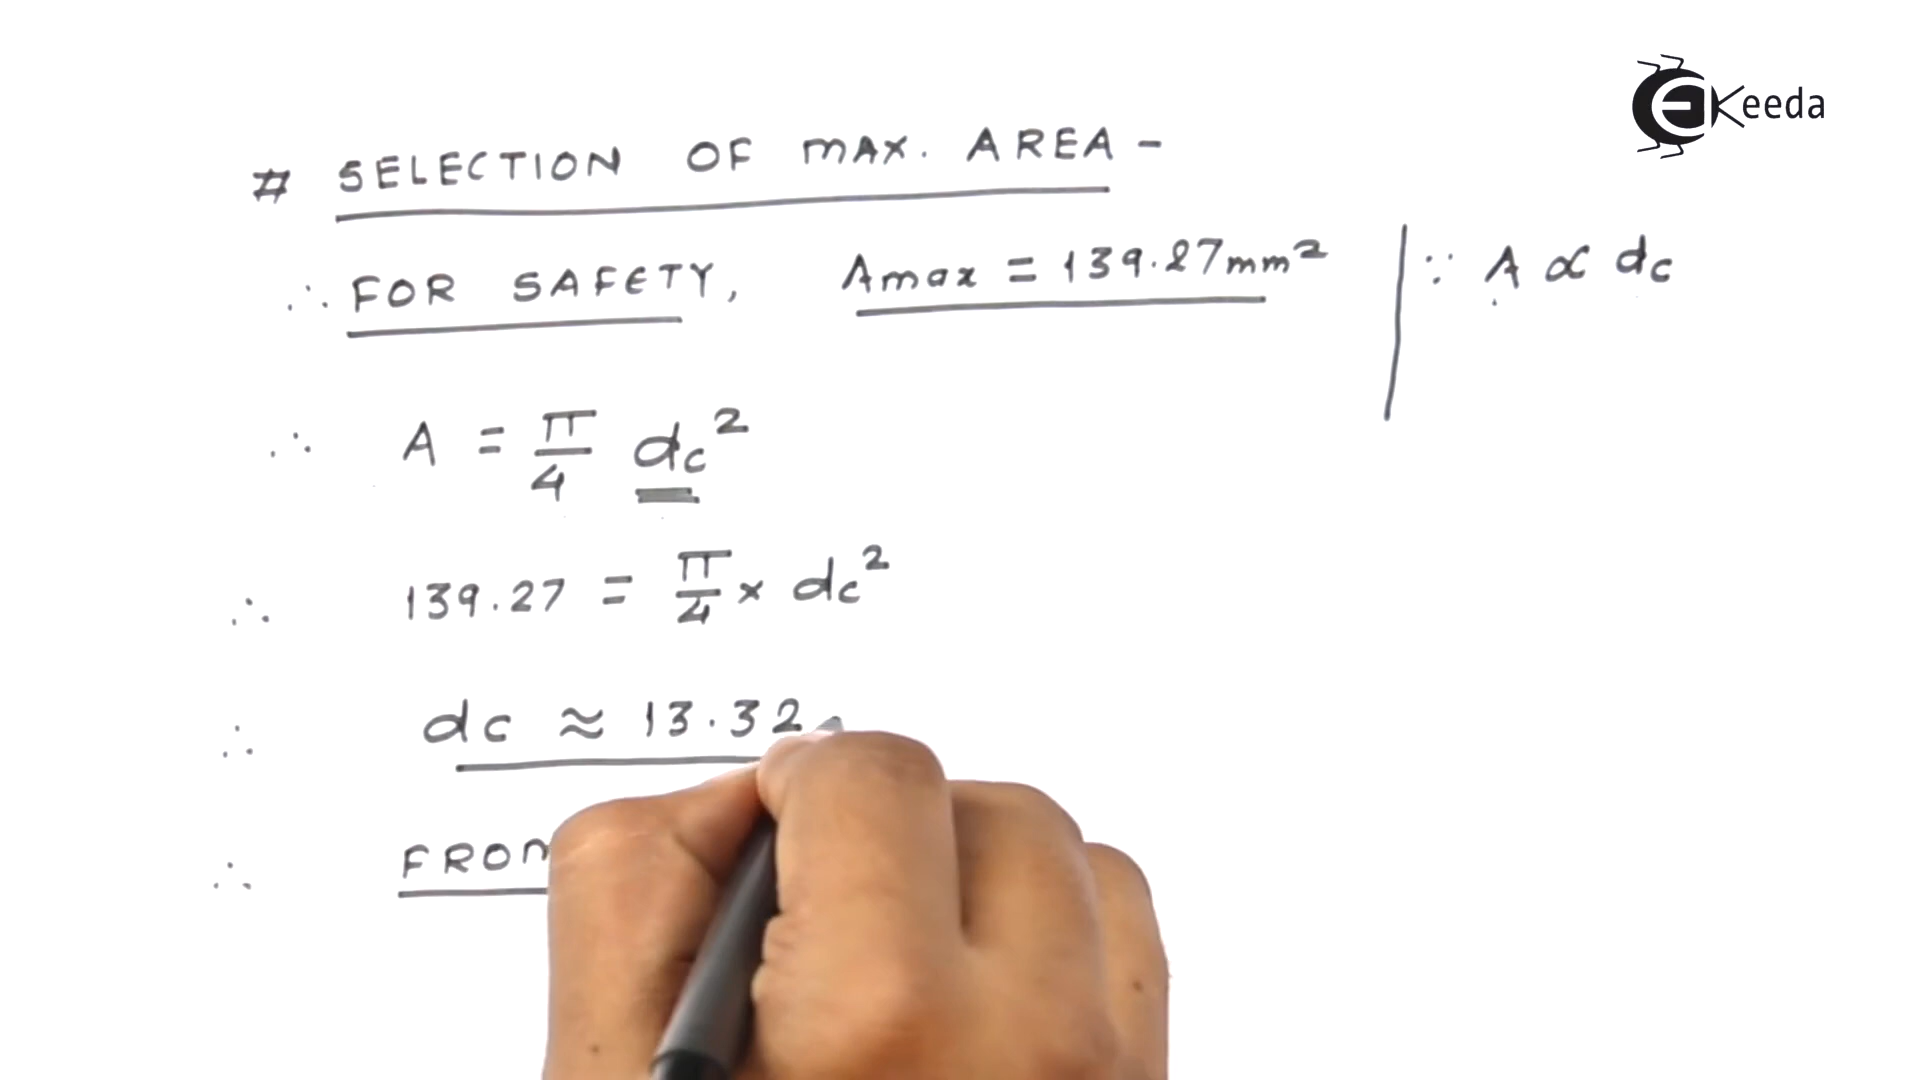 EKeeda
# SELECTION OF MAX. AREA -
∴ FOR SAFETY, Amax = 139.27mm² | ∵ A ∝ dc
∴ A = π/4 dc²
∴ 139.27 = π/4 × dc²
∴ dc ≈ 13.32
∴ FROM